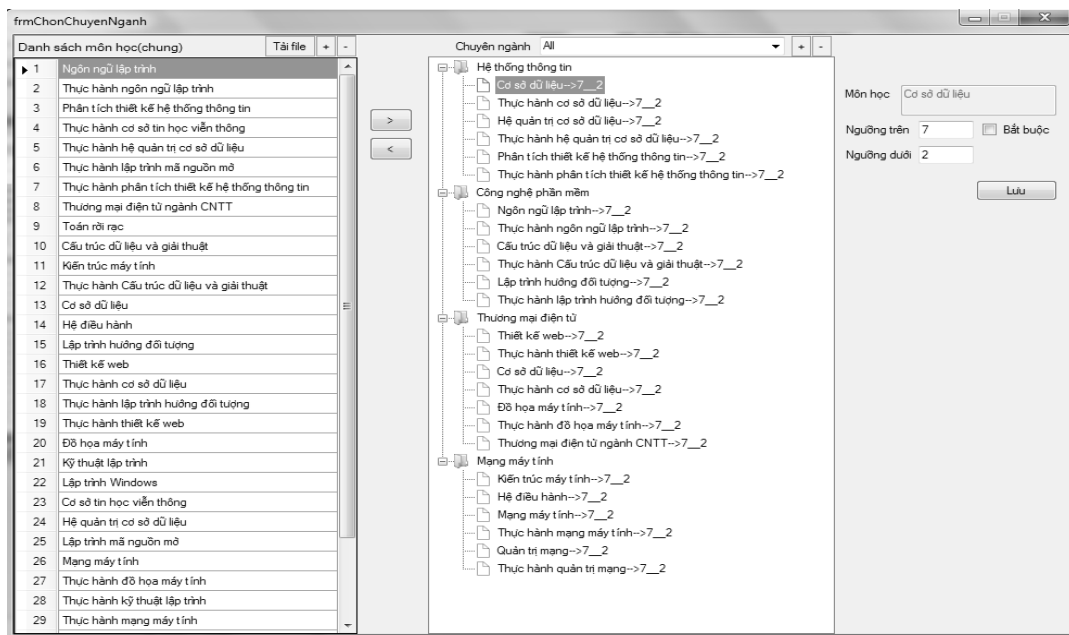 frmChonChuyenNganh
Danh sách môn học(chung)
Tải file
+
-
1 Ngôn ngữ lập trình
2 Thực hành ngôn ngữ lập trình
3 Phân tích thiết kế hệ thống thông tin
4 Thực hành cơ sở tin học viễn thông
5 Thực hành hệ quản trị cơ sở dữ liệu
6 Thực hành lập trình mã nguồn mở
7 Thực hành phân tích thiết kế hệ thống thông tin
8 Thương mại điện tử ngành CNTT
9 Toán rời rạc
10 Cấu trúc dữ liệu và giải thuật
11 Kiến trúc máy tính
12 Thực hành Cấu trúc dữ liệu và giải thuật
13 Cơ sở dữ liệu
14 Hệ điều hành
15 Lập trình hướng đối tượng
16 Thiết kế web
17 Thực hành cơ sở dữ liệu
18 Thực hành lập trình hướng đối tượng
19 Thực hành thiết kế web
20 Đồ họa máy tính
21 Kỹ thuật lập trình
22 Lập trình Windows
23 Cơ sở tin học viễn thông
24 Hệ quản trị cơ sở dữ liệu
25 Lập trình mã nguồn mở
26 Mạng máy tính
27 Thực hành đồ họa máy tính
28 Thực hành kỹ thuật lập trình
29 Thực hành mạng máy tính
>
<
Chuyên ngành All
+
-
Hệ thống thông tin
Cơ sở dữ liệu-->7__2
Thực hành cơ sở dữ liệu-->7__2
Hệ quản trị cơ sở dữ liệu-->7__2
Thực hành hệ quản trị cơ sở dữ liệu-->7__2
Phân tích thiết kế hệ thống thông tin-->7__2
Thực hành phân tích thiết kế hệ thống thông tin-->7__2
Công nghệ phần mềm
Ngôn ngữ lập trình-->7__2
Thực hành ngôn ngữ lập trình-->7__2
Cấu trúc dữ liệu và giải thuật-->7__2
Thực hành Cấu trúc dữ liệu và giải thuật-->7__2
Lập trình hướng đối tượng-->7__2
Thực hành lập trình hướng đối tượng-->7__2
Thương mại điện tử
Thiết kế web-->7__2
Thực hành thiết kế web-->7__2
Cơ sở dữ liệu-->7__2
Thực hành cơ sở dữ liệu-->7__2
Đồ họa máy tính-->7__2
Thực hành đồ họa máy tính-->7__2
Thương mại điện tử ngành CNTT-->7__2
Mạng máy tính
Kiến trúc máy tính-->7__2
Hệ điều hành-->7__2
Mạng máy tính-->7__2
Thực hành mạng máy tính-->7__2
Quản trị mạng-->7__2
Thực hành quản trị mạng-->7__2
Môn học Cơ sở dữ liệu
Ngưỡng trên 7 Bắt buộc
Ngưỡng dưới 2
Lưu